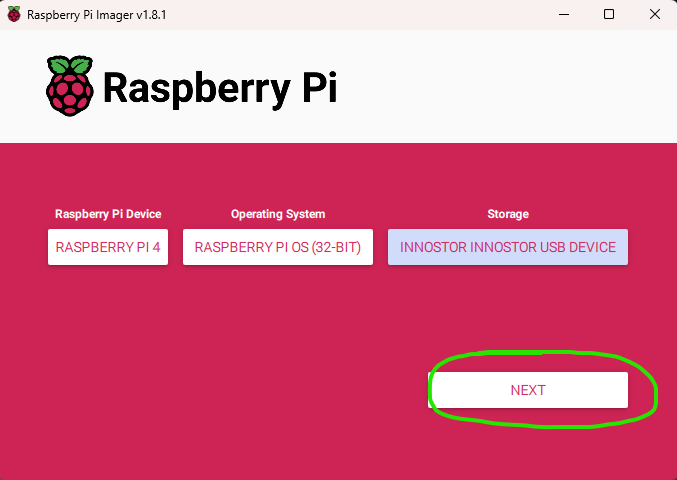 Raspberry Pi Imager v1.8.1
Raspberry Pi
Raspberry Pi Device Operating System Storage
RASPBERRY PI 4 RASPBERRY PI OS (32-BIT) INNOSTOR INNOSTOR USB DEVICE
NEXT